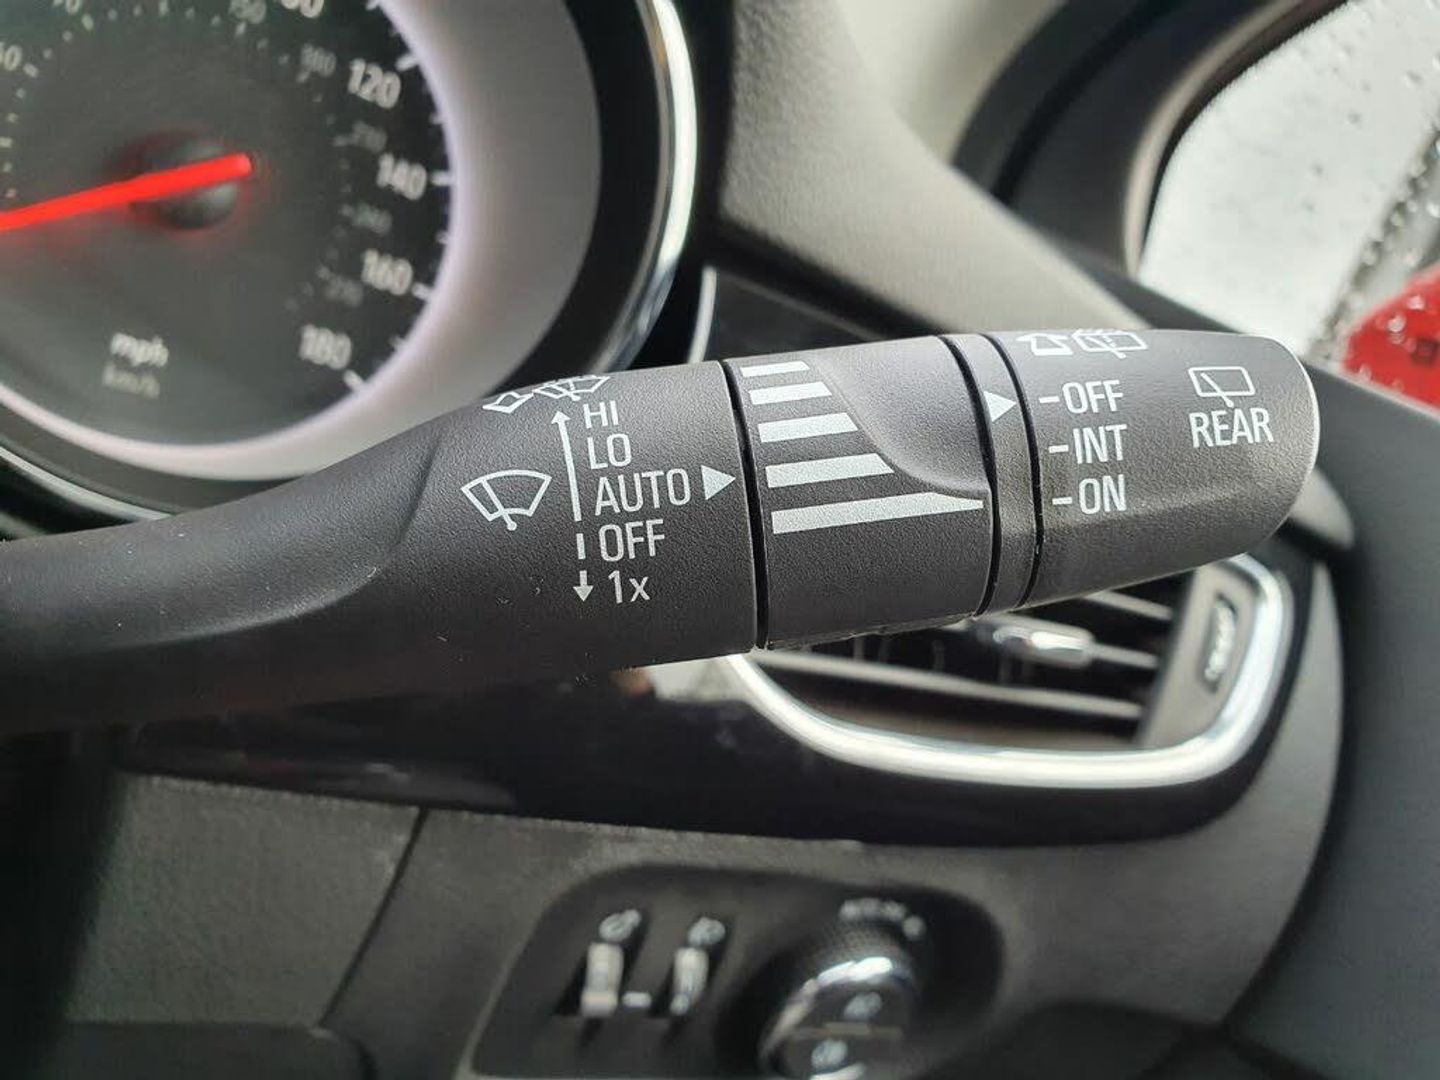 120
140
160
180
mph
km/h
HI
LO
AUTO
OFF
1x
-OFF
-INT
-ON
REAR